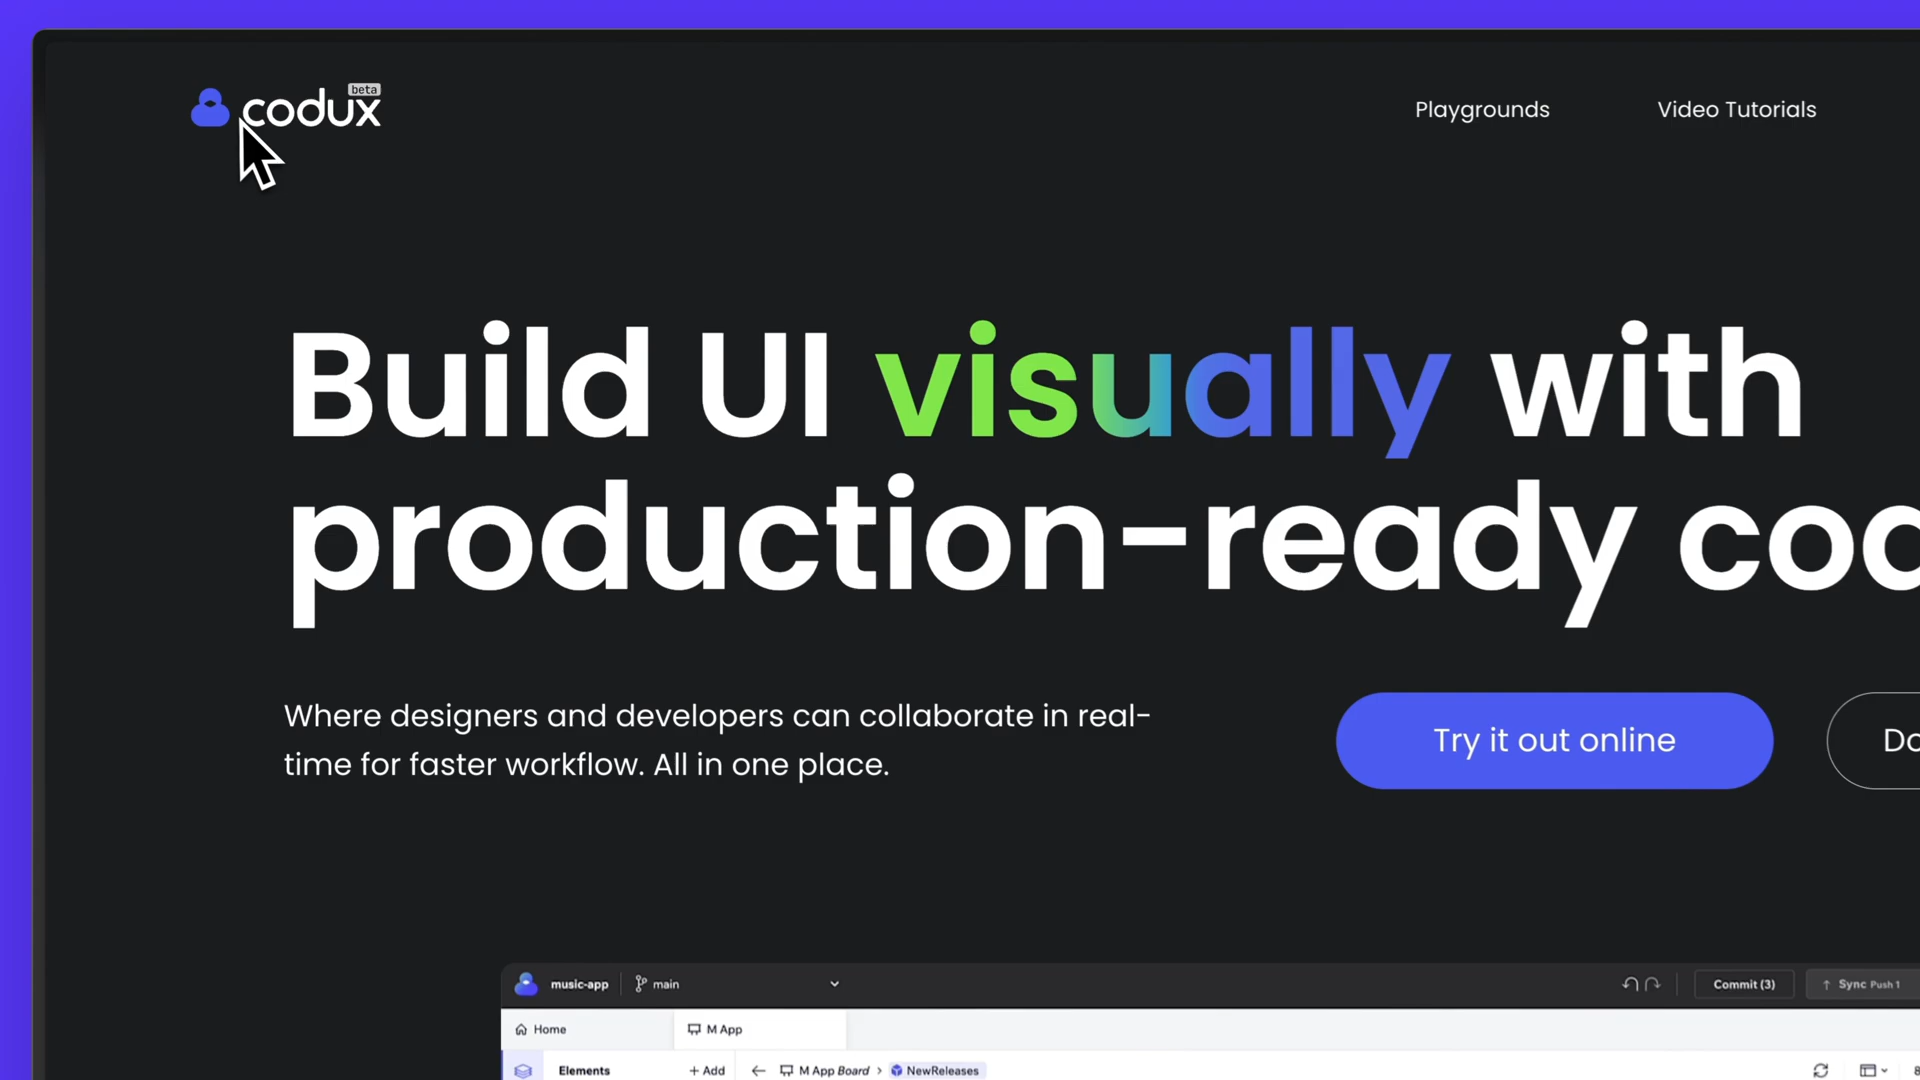 codux beta
Playgrounds
Video Tutorials
Build UI visually with
production-ready
Where designers and developers can collaborate in real-
time for faster workflow. All in one place.
Try it out online
music-app
main
Commit (3)
Sync Push 1
Home
M App
Elements
+ Add
M App Board > NewReleases